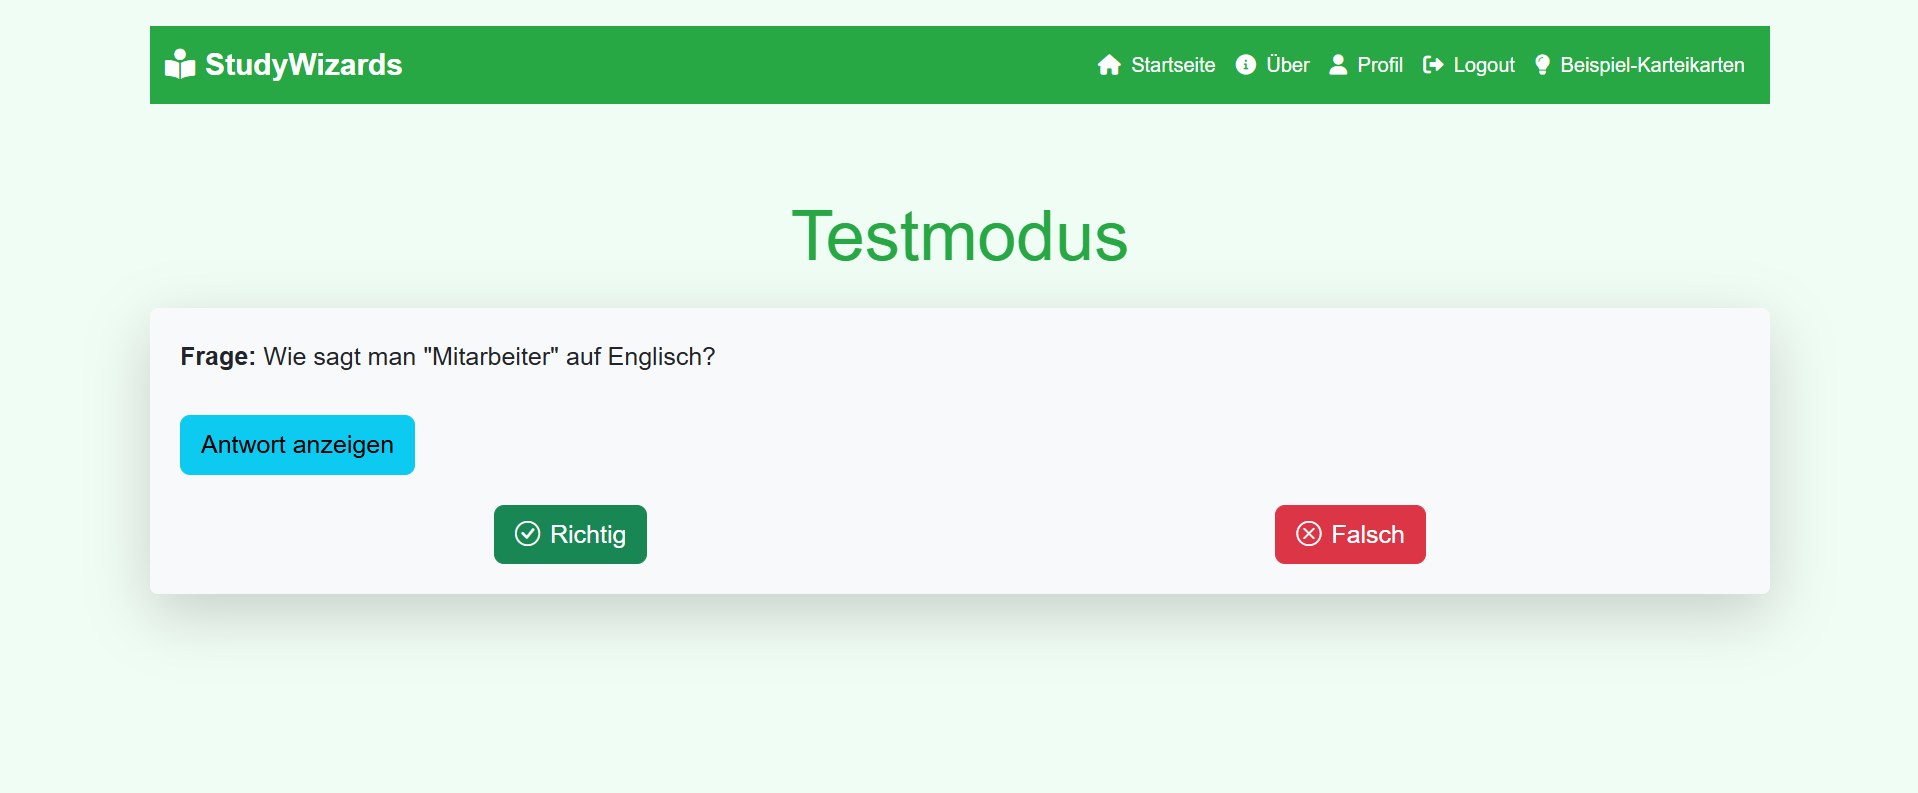 StudyWizards
Startseite Über Profil Logout Beispiel-Karteikarten
Testmodus
Frage: Wie sagt man "Mitarbeiter" auf Englisch?
Antwort anzeigen
Richtig Falsch